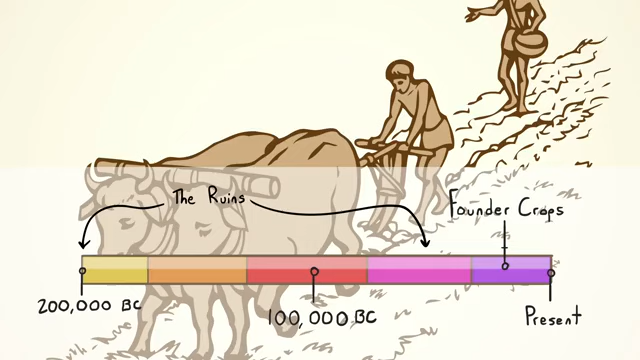 The Ruins
Founder Crops
200,000 BC
100,000 BC
Present